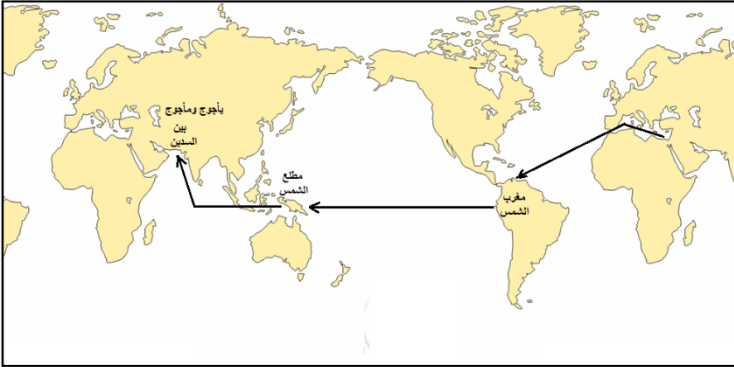 يأجوج ومأجوج
بين
السدين
مطلع
الشمس
مغرب
الشمس